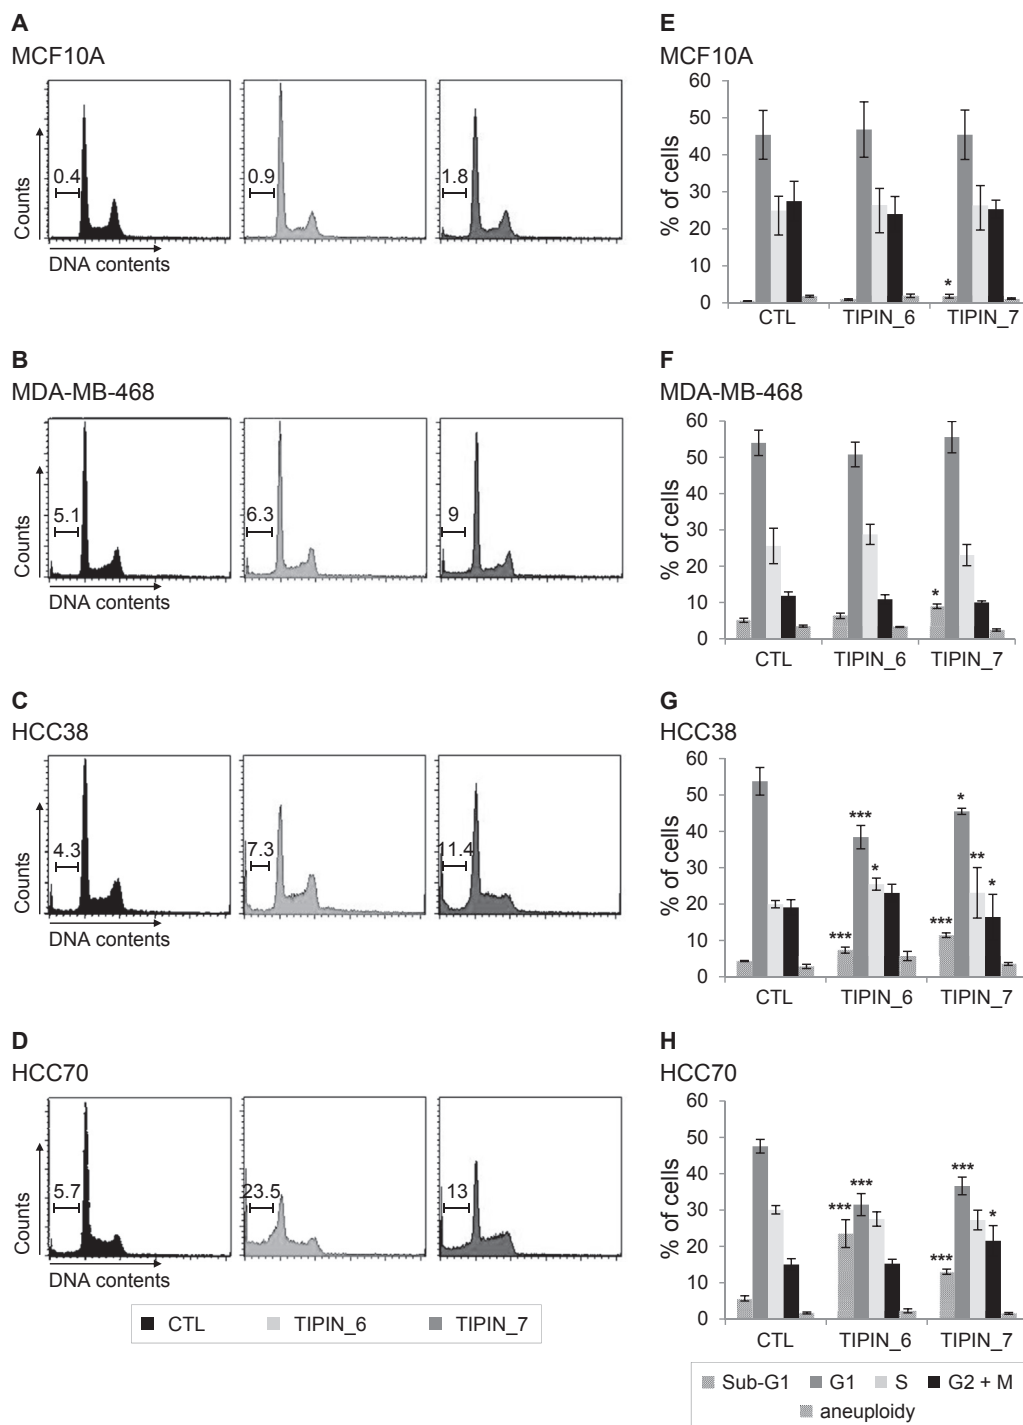 A
MCF10A
0.4
0.9
1.8
Counts
DNA contents
B
MDA-MB-468
5.1
6.3
9
Counts
DNA contents
C
HCC38
4.3
7.3
11.4
Counts
DNA contents
D
HCC70
5.7
23.5
13
Counts
DNA contents
CTL TIPIN_6 TIPIN_7
E
MCF10A
% of cells
60
50
40
30
20
10
0
*
CTL TIPIN_6 TIPIN_7
F
MDA-MB-468
% of cells
60
50
40
30
20
10
0
*
CTL TIPIN_6 TIPIN_7
G
HCC38
% of cells
60
50
40
30
20
10
0
*** *** * *** * ** *
CTL TIPIN_6 TIPIN_7
H
HCC70
% of cells
60
50
40
30
20
10
0
*** *** *** *** *
CTL TIPIN_6 TIPIN_7
Sub-G1 G1 S G2 + M
aneuploidy